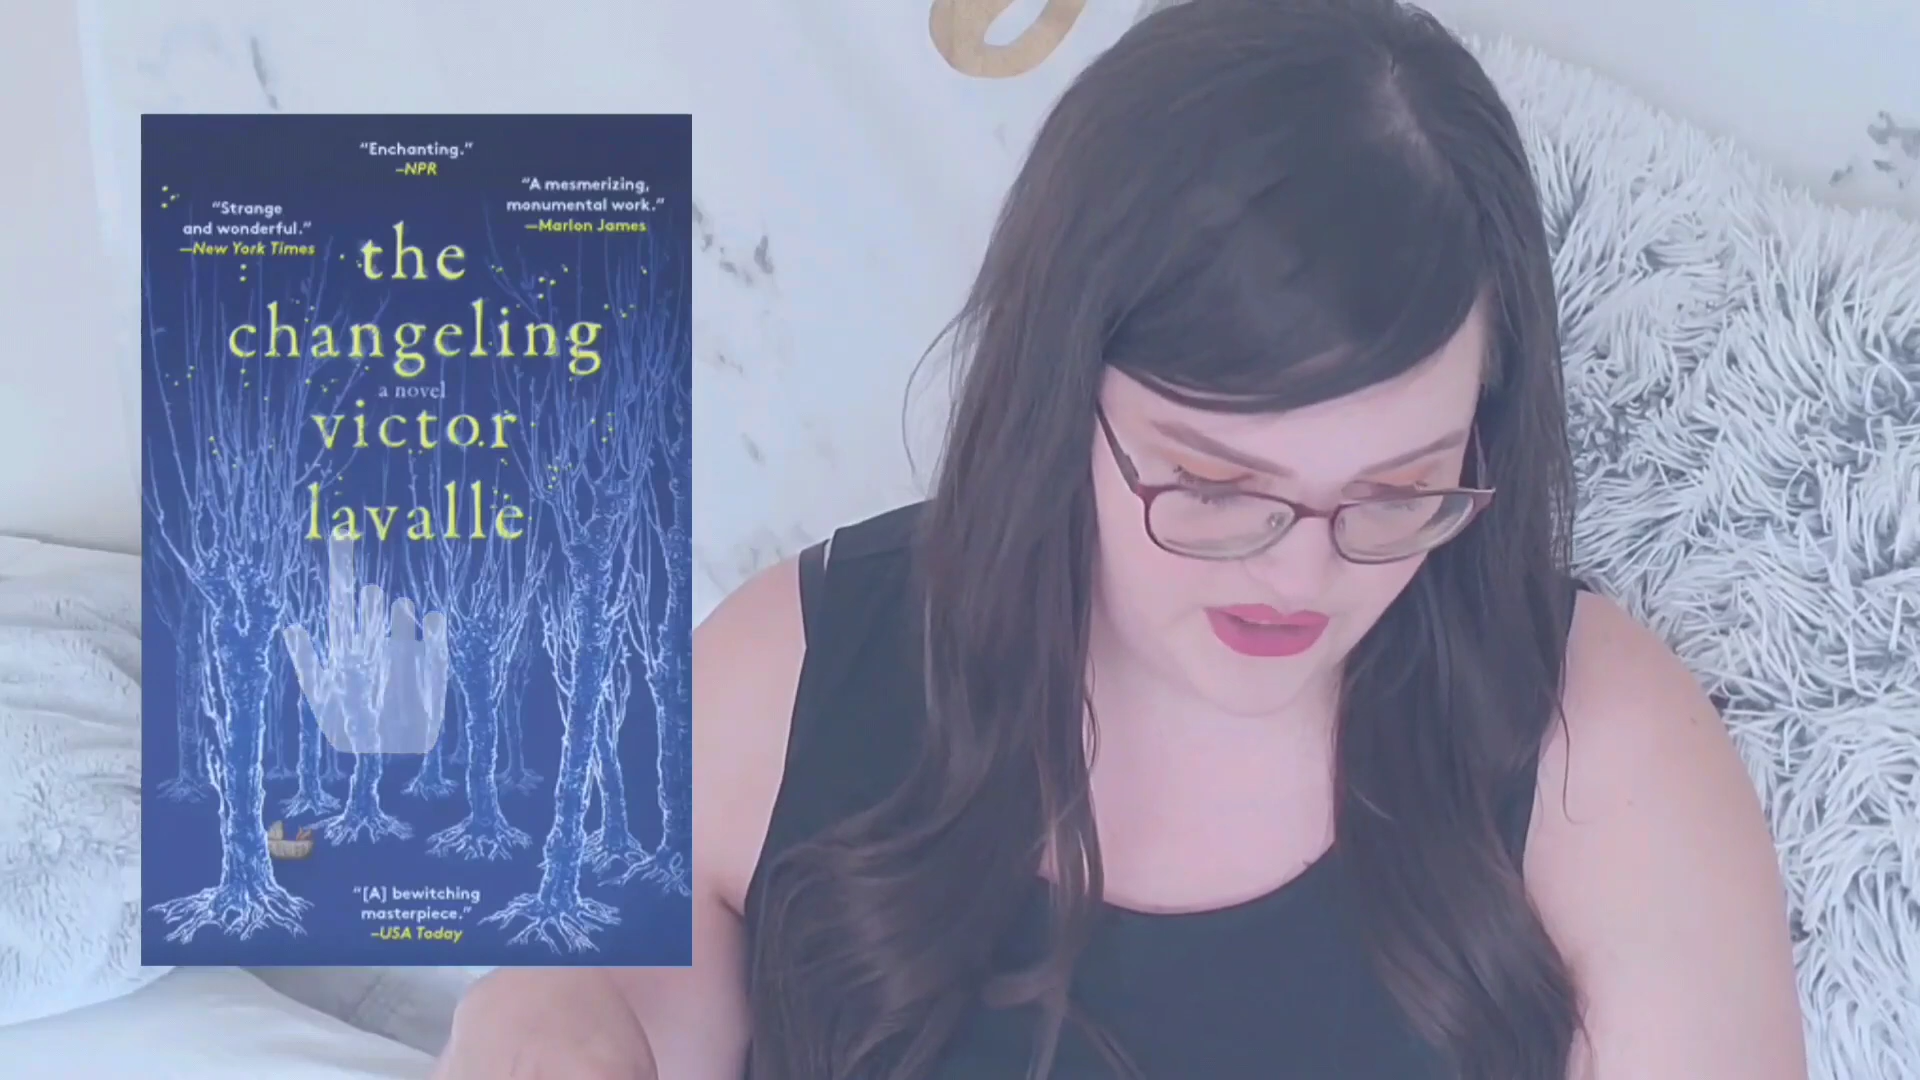 “Enchanting.”
—NPR
“A mesmerizing,
monumental work.”
—Marlon James
“Strange
and wonderful.”
—New York Times
the
changeling
a novel
victor
lavalle
“[A] bewitching
masterpiece.”
—USA Today